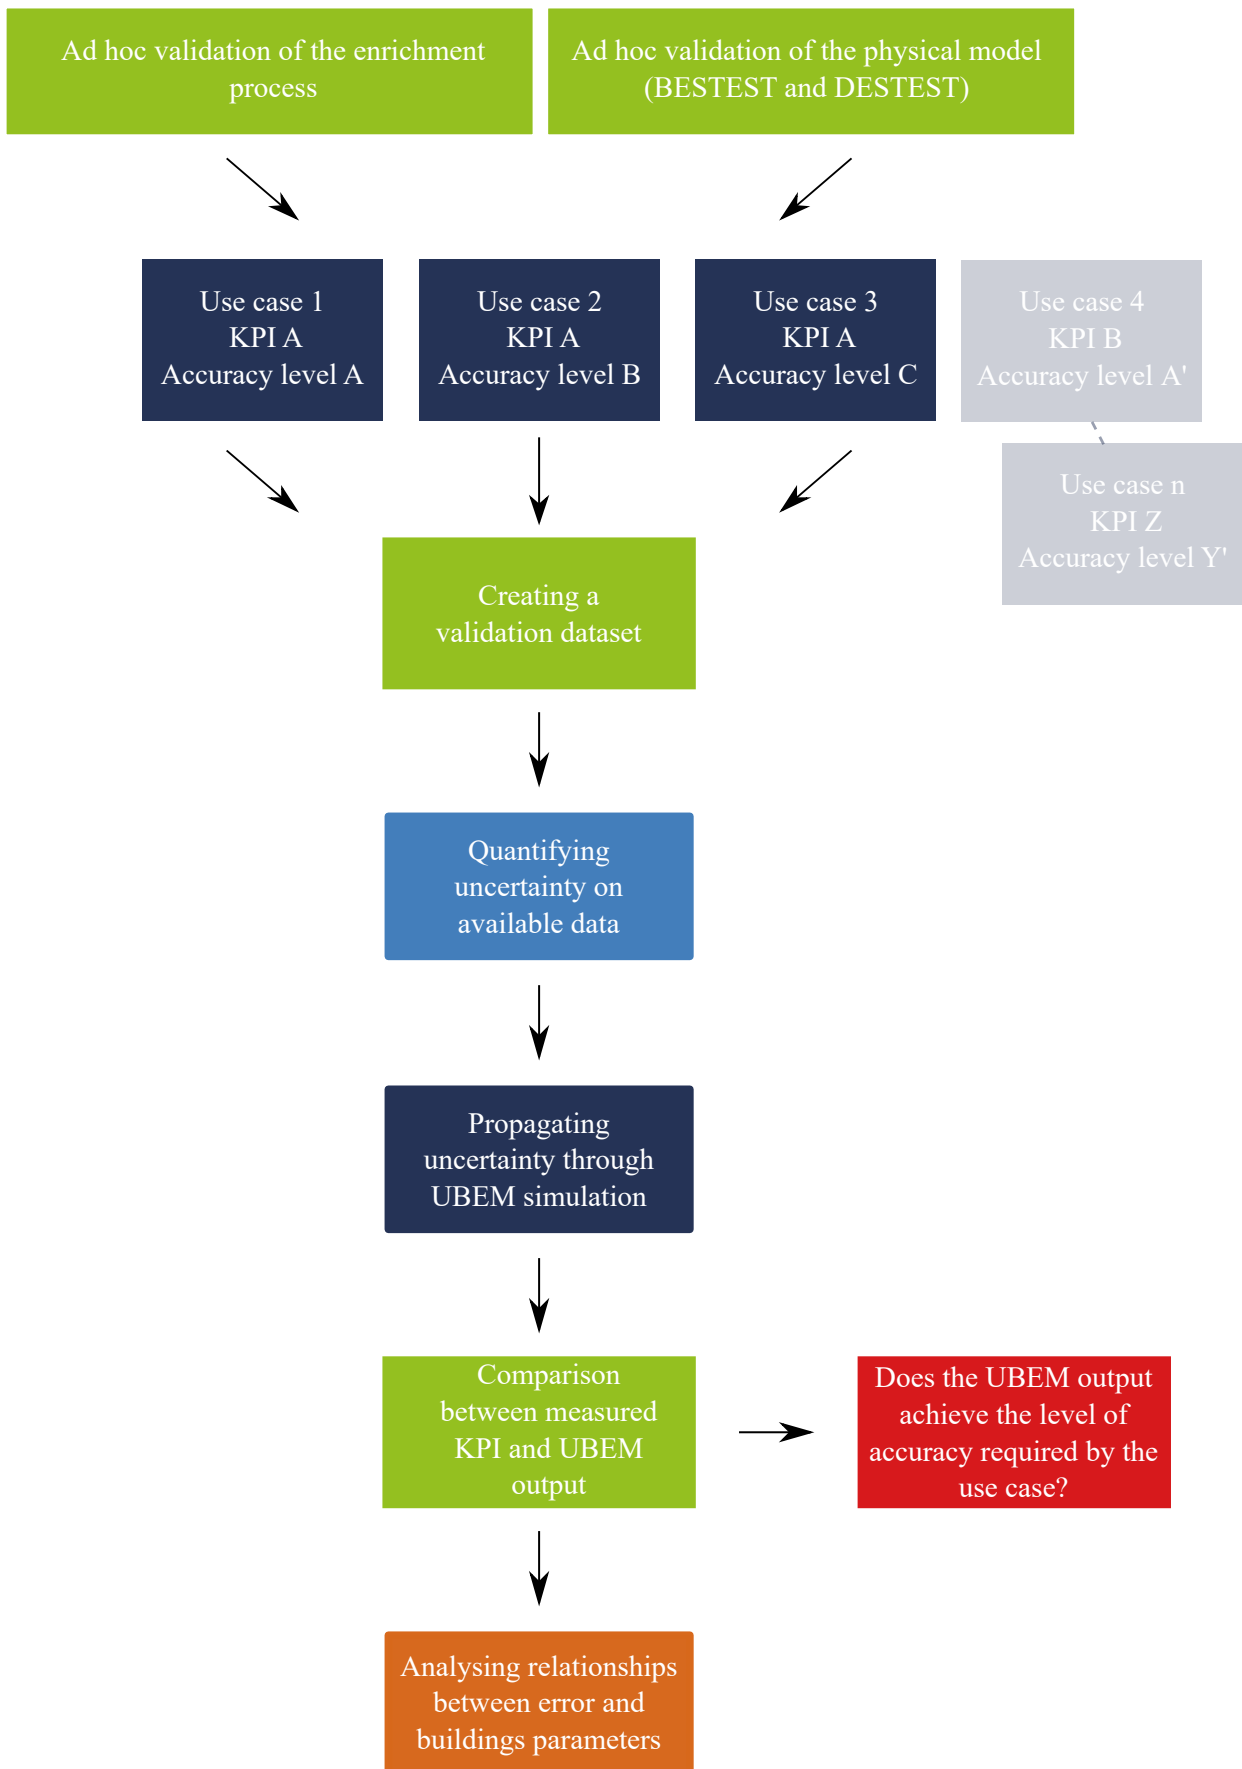 Ad hoc validation of the enrichment
process
Ad hoc validation of the physical model
(BESTEST and DESTEST)
Use case 1
KPI A
Accuracy level A
Use case 2
KPI A
Accuracy level B
Use case 3
KPI A
Accuracy level C
Use case 4
KPI B
Accuracy level A'
Use case n
KPI Z
Accuracy level Y'
Creating a
validation dataset
Quantifying
uncertainty on
available data
Propagating
uncertainty through
UBEM simulation
Comparison
between measured
KPI and UBEM
output
Does the UBEM output
achieve the level of
accuracy required by the
use case?
Analysing relationships
between error and
buildings parameters